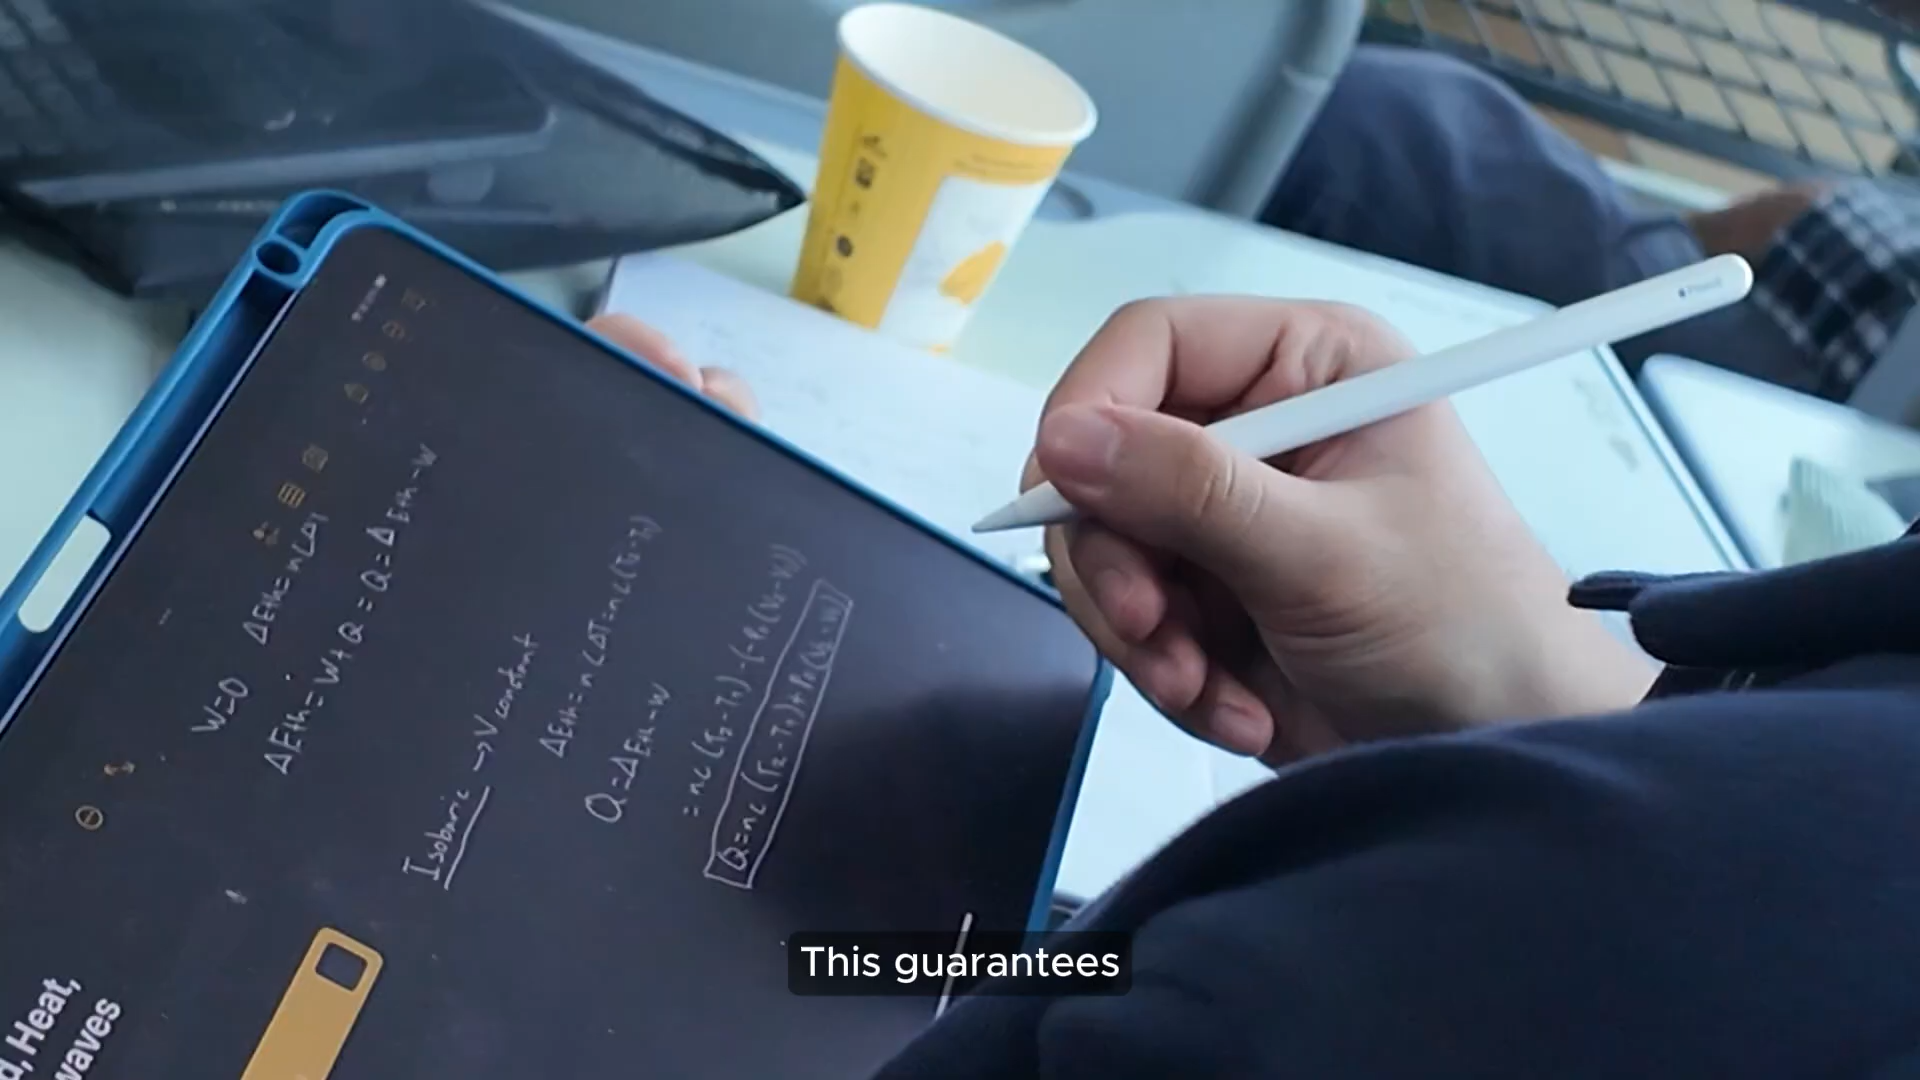 W=0 ΔEth=nCΔT
ΔEth=W+Q=Q=ΔEth-W
Isobaric → V constant
ΔEth=nCΔT=nC(T₂-T₁)
Q=ΔEth-W
=nC(T₂-T₁)-(-P₀(V₂-V₁))
Q=nC(T₂-T₁)+P₀(V₂-V₁)
d, Heat,
waves
This guarantees